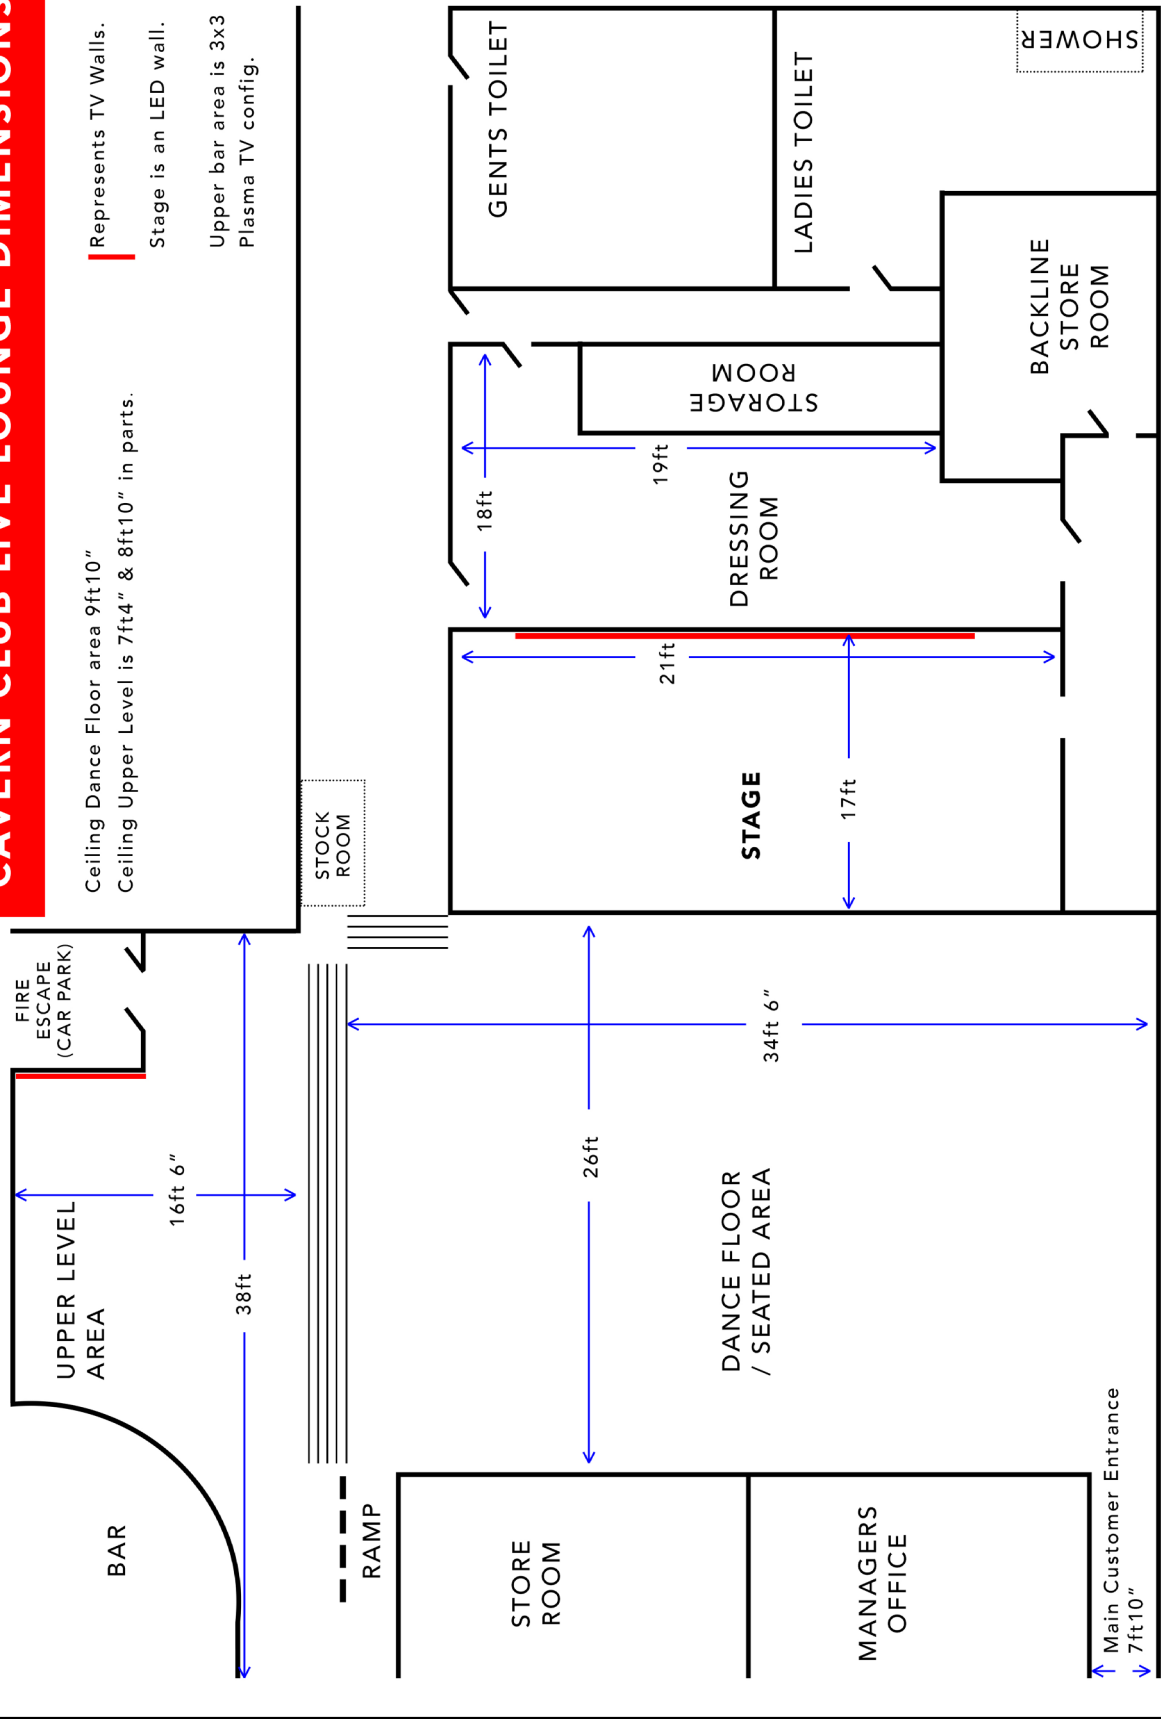 CAVERN CLUB LIVE LOUNGE DIMENSIONS
Ceiling Dance Floor area 9ft10”
Ceiling Upper Level is 7ft4” & 8ft10” in parts.
Represents TV Walls.
Stage is an LED wall.
Upper bar area is 3x3
Plasma TV config.
FIRE
ESCAPE
(CAR PARK)
UPPER LEVEL
AREA
16ft 6”
38ft
BAR
RAMP
STOCK
ROOM
GENTS TOILET
LADIES TOILET
SHOWER
STORAGE
ROOM
BACKLINE
STORE
ROOM
18ft
19ft
DRESSING
ROOM
21ft
STAGE
17ft
34ft 6”
26ft
DANCE FLOOR
/ SEATED AREA
STORE
ROOM
MANAGERS
OFFICE
Main Customer Entrance
7ft10”